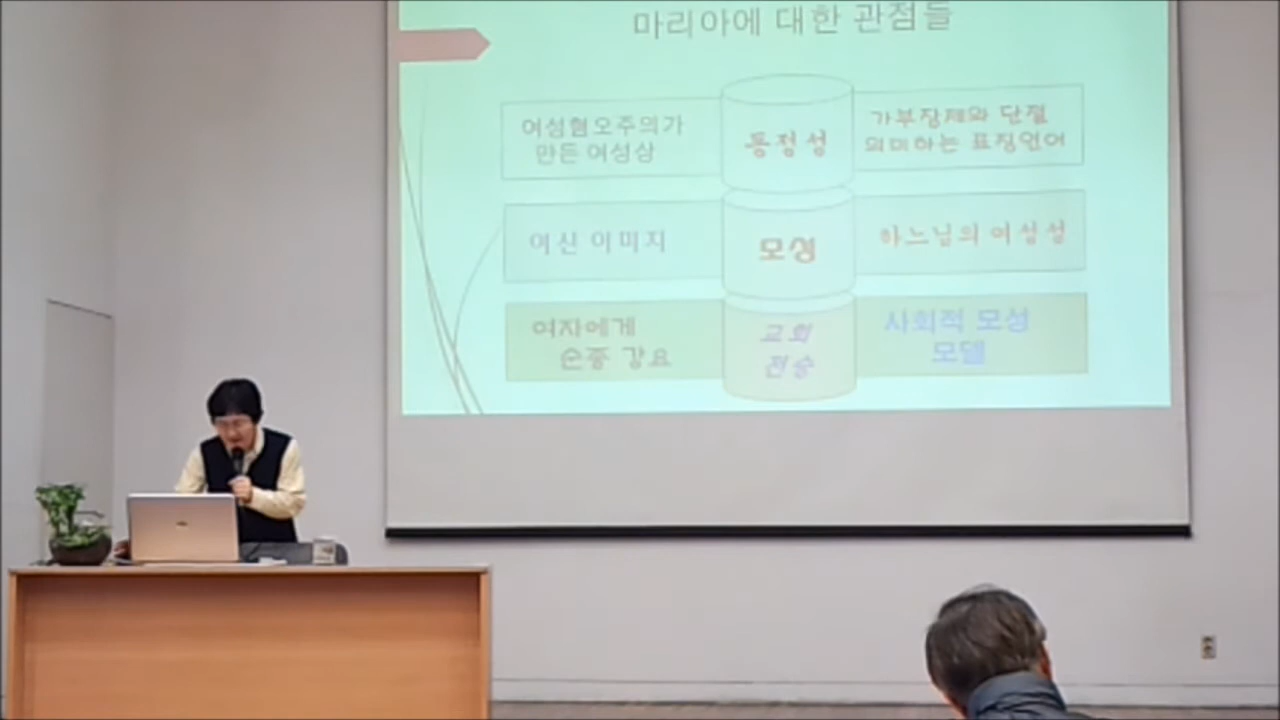 마리아에 대한 관점들
여성혐오주의가
만든 여성상
동정성
가부장제와 단절
의미하는 표징언어
여신 이미지
모성
하느님의 여성성
여자에게
순종 강요
교회
전승
사회적 모성
모델